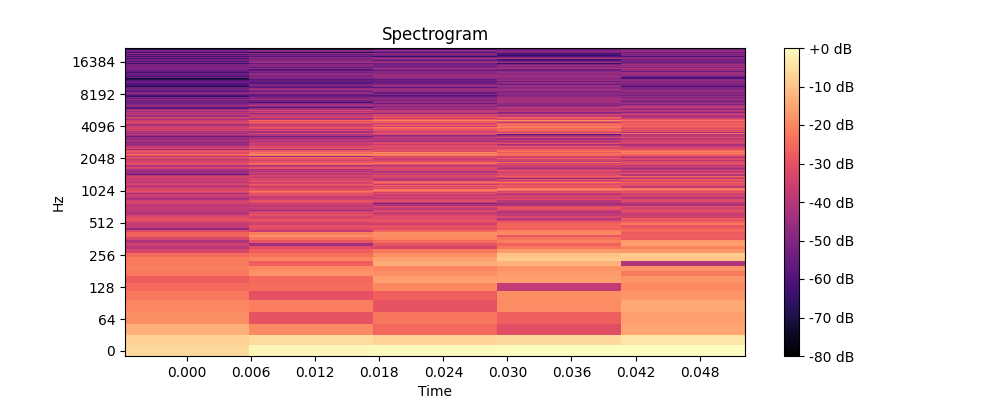 Spectrogram
Hz
16384
8192
4096
2048
1024
512
256
128
64
0
0.000 0.006 0.012 0.018 0.024 0.030 0.036 0.042 0.048
Time
+0 dB
-10 dB
-20 dB
-30 dB
-40 dB
-50 dB
-60 dB
-70 dB
-80 dB